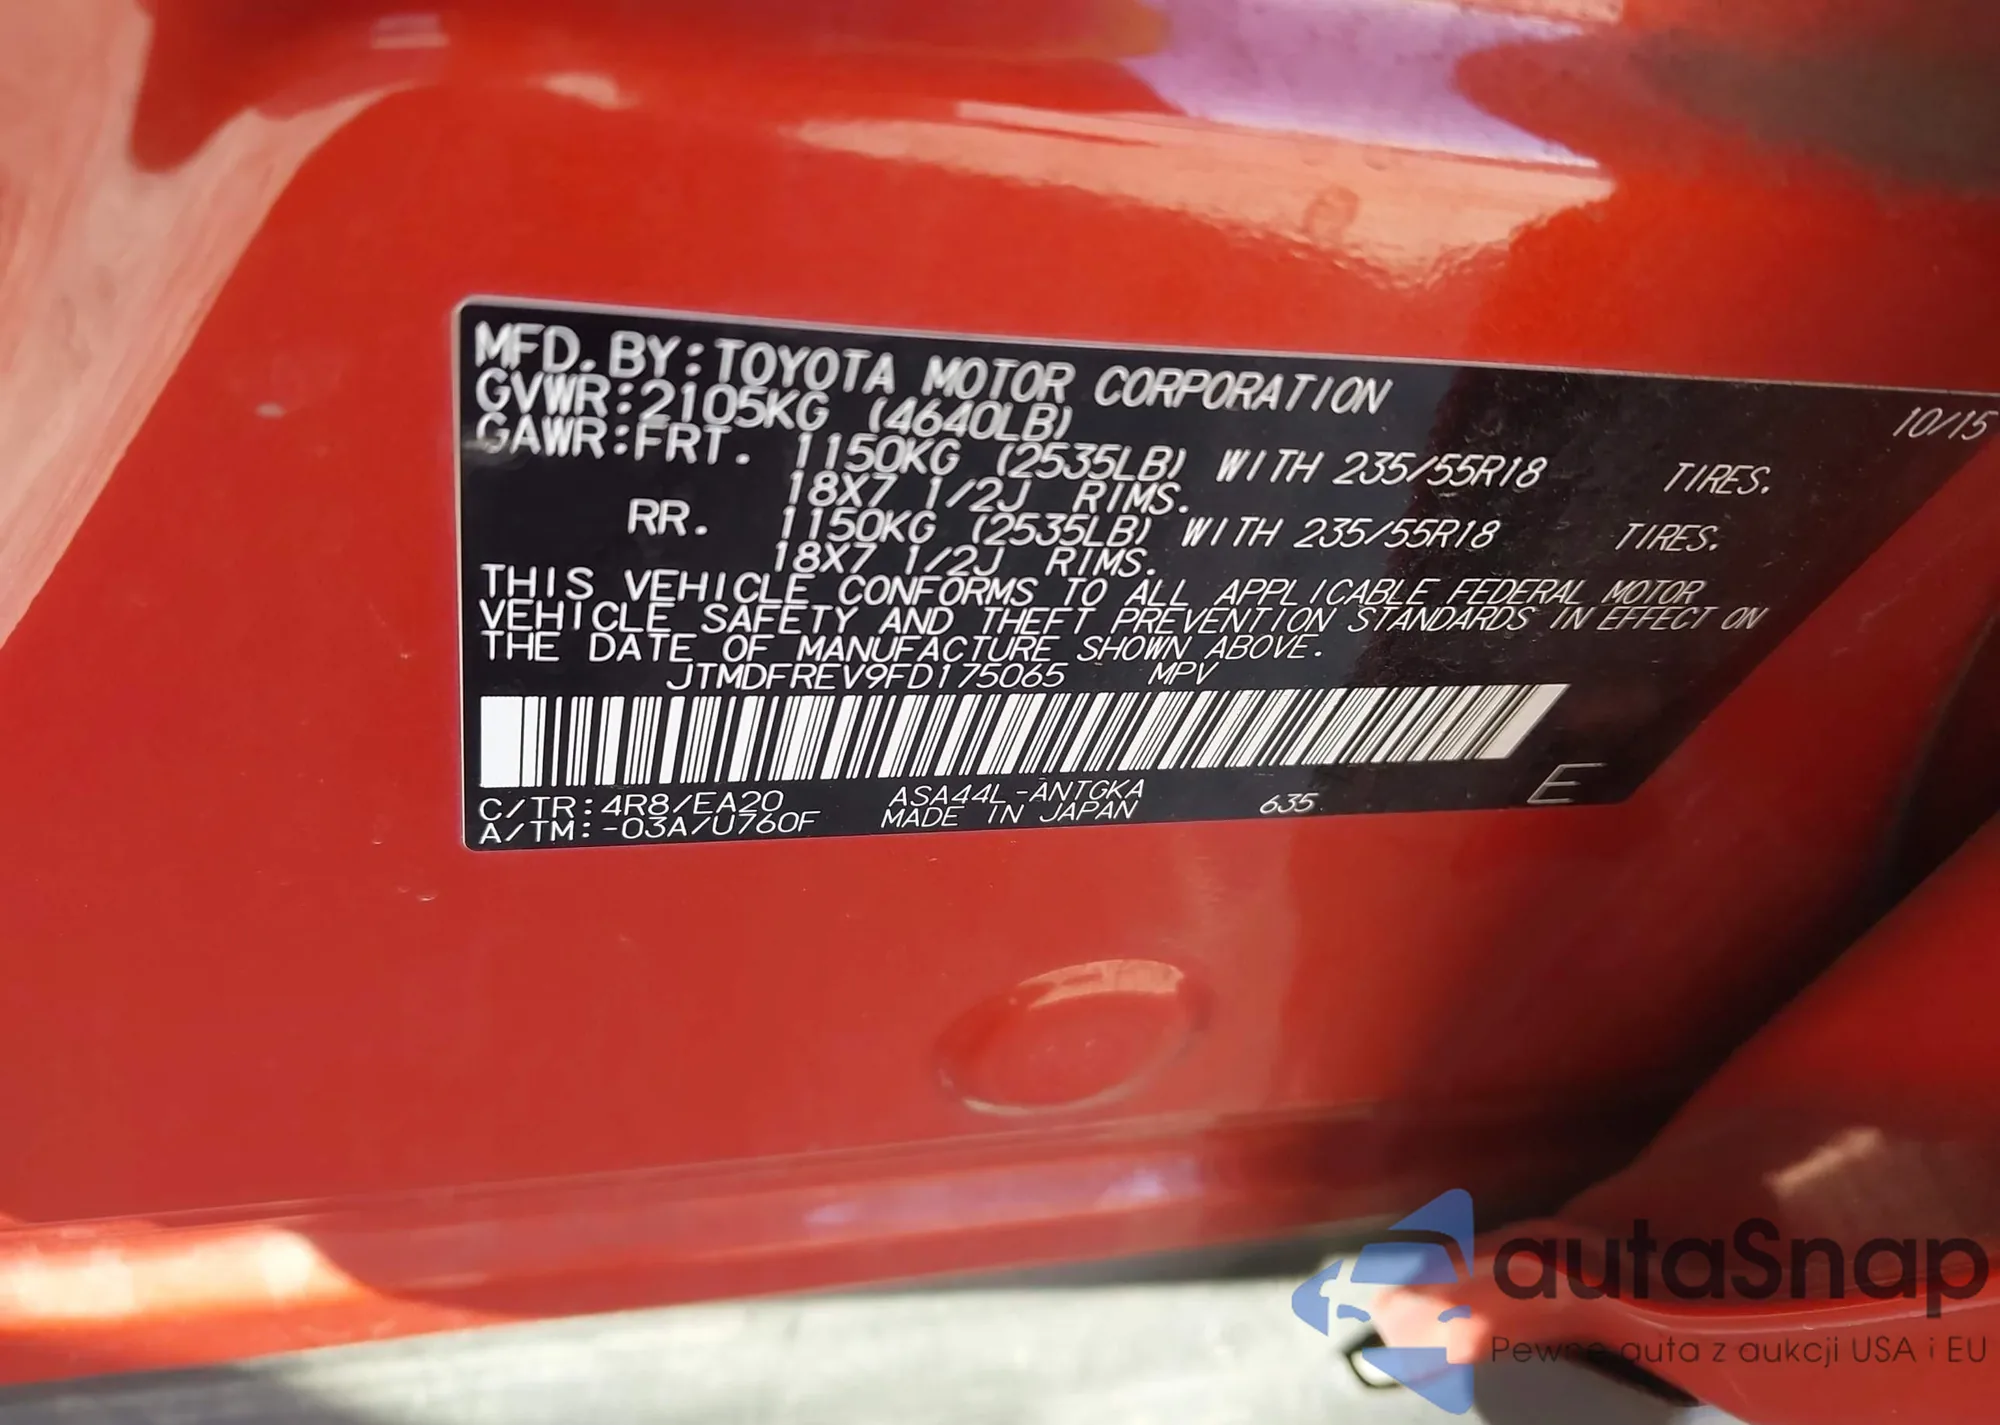 MFD. BY: TOYOTA MOTOR CORPORATION 10/15
GVWR: 2105KG (4640LB)
GAWR: FRT. 1150KG (2535LB) WITH 235/55R18 TIRES.
18X7 1/2J RIMS.
RR. 1150KG (2535LB) WITH 235/55R18 TIRES.
18X7 1/2J RIMS.
THIS VEHICLE CONFORMS TO ALL APPLICABLE FEDERAL MOTOR
VEHICLE SAFETY AND THEFT PREVENTION STANDARDS IN EFFECT ON
THE DATE OF MANUFACTURE SHOWN ABOVE.
JTMDFREV9FD175065 MPV
C/TR: 4R8/EA20 ASA44L-ANTGKA 635 E
A/TM: -03A/U760F MADE IN JAPAN
autaSnap
Pewne auta z aukcji USA i EU